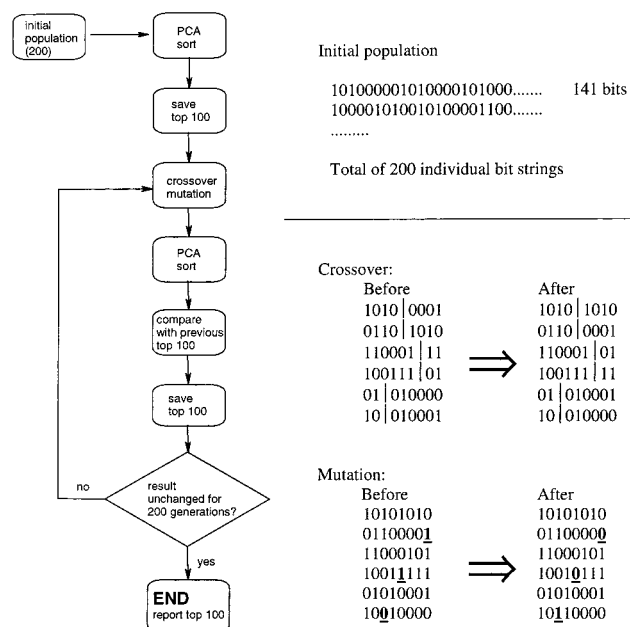 initial
population
(200)
PCA
sort
save
top 100
crossover
mutation
PCA
sort
compare
with previous
top 100
save
top 100
no
result
unchanged for
200 generations?
yes
END
report top 100
Initial population
10100000101000010 1000....... 141 bits
100001010010100001100.......
.........
Total of 200 individual bit strings
Crossover:
Before After
1010|0001 1010|1010
0110|1010 0110|0001
110001|11 110001|01
100111|01 100111|11
01|010000 01|010001
10|010001 10|010000
Mutation:
Before After
10101010 10101010
01100001 01100000
11000101 11000101
10011111 10010111
01010001 01010001
10010000 10110000